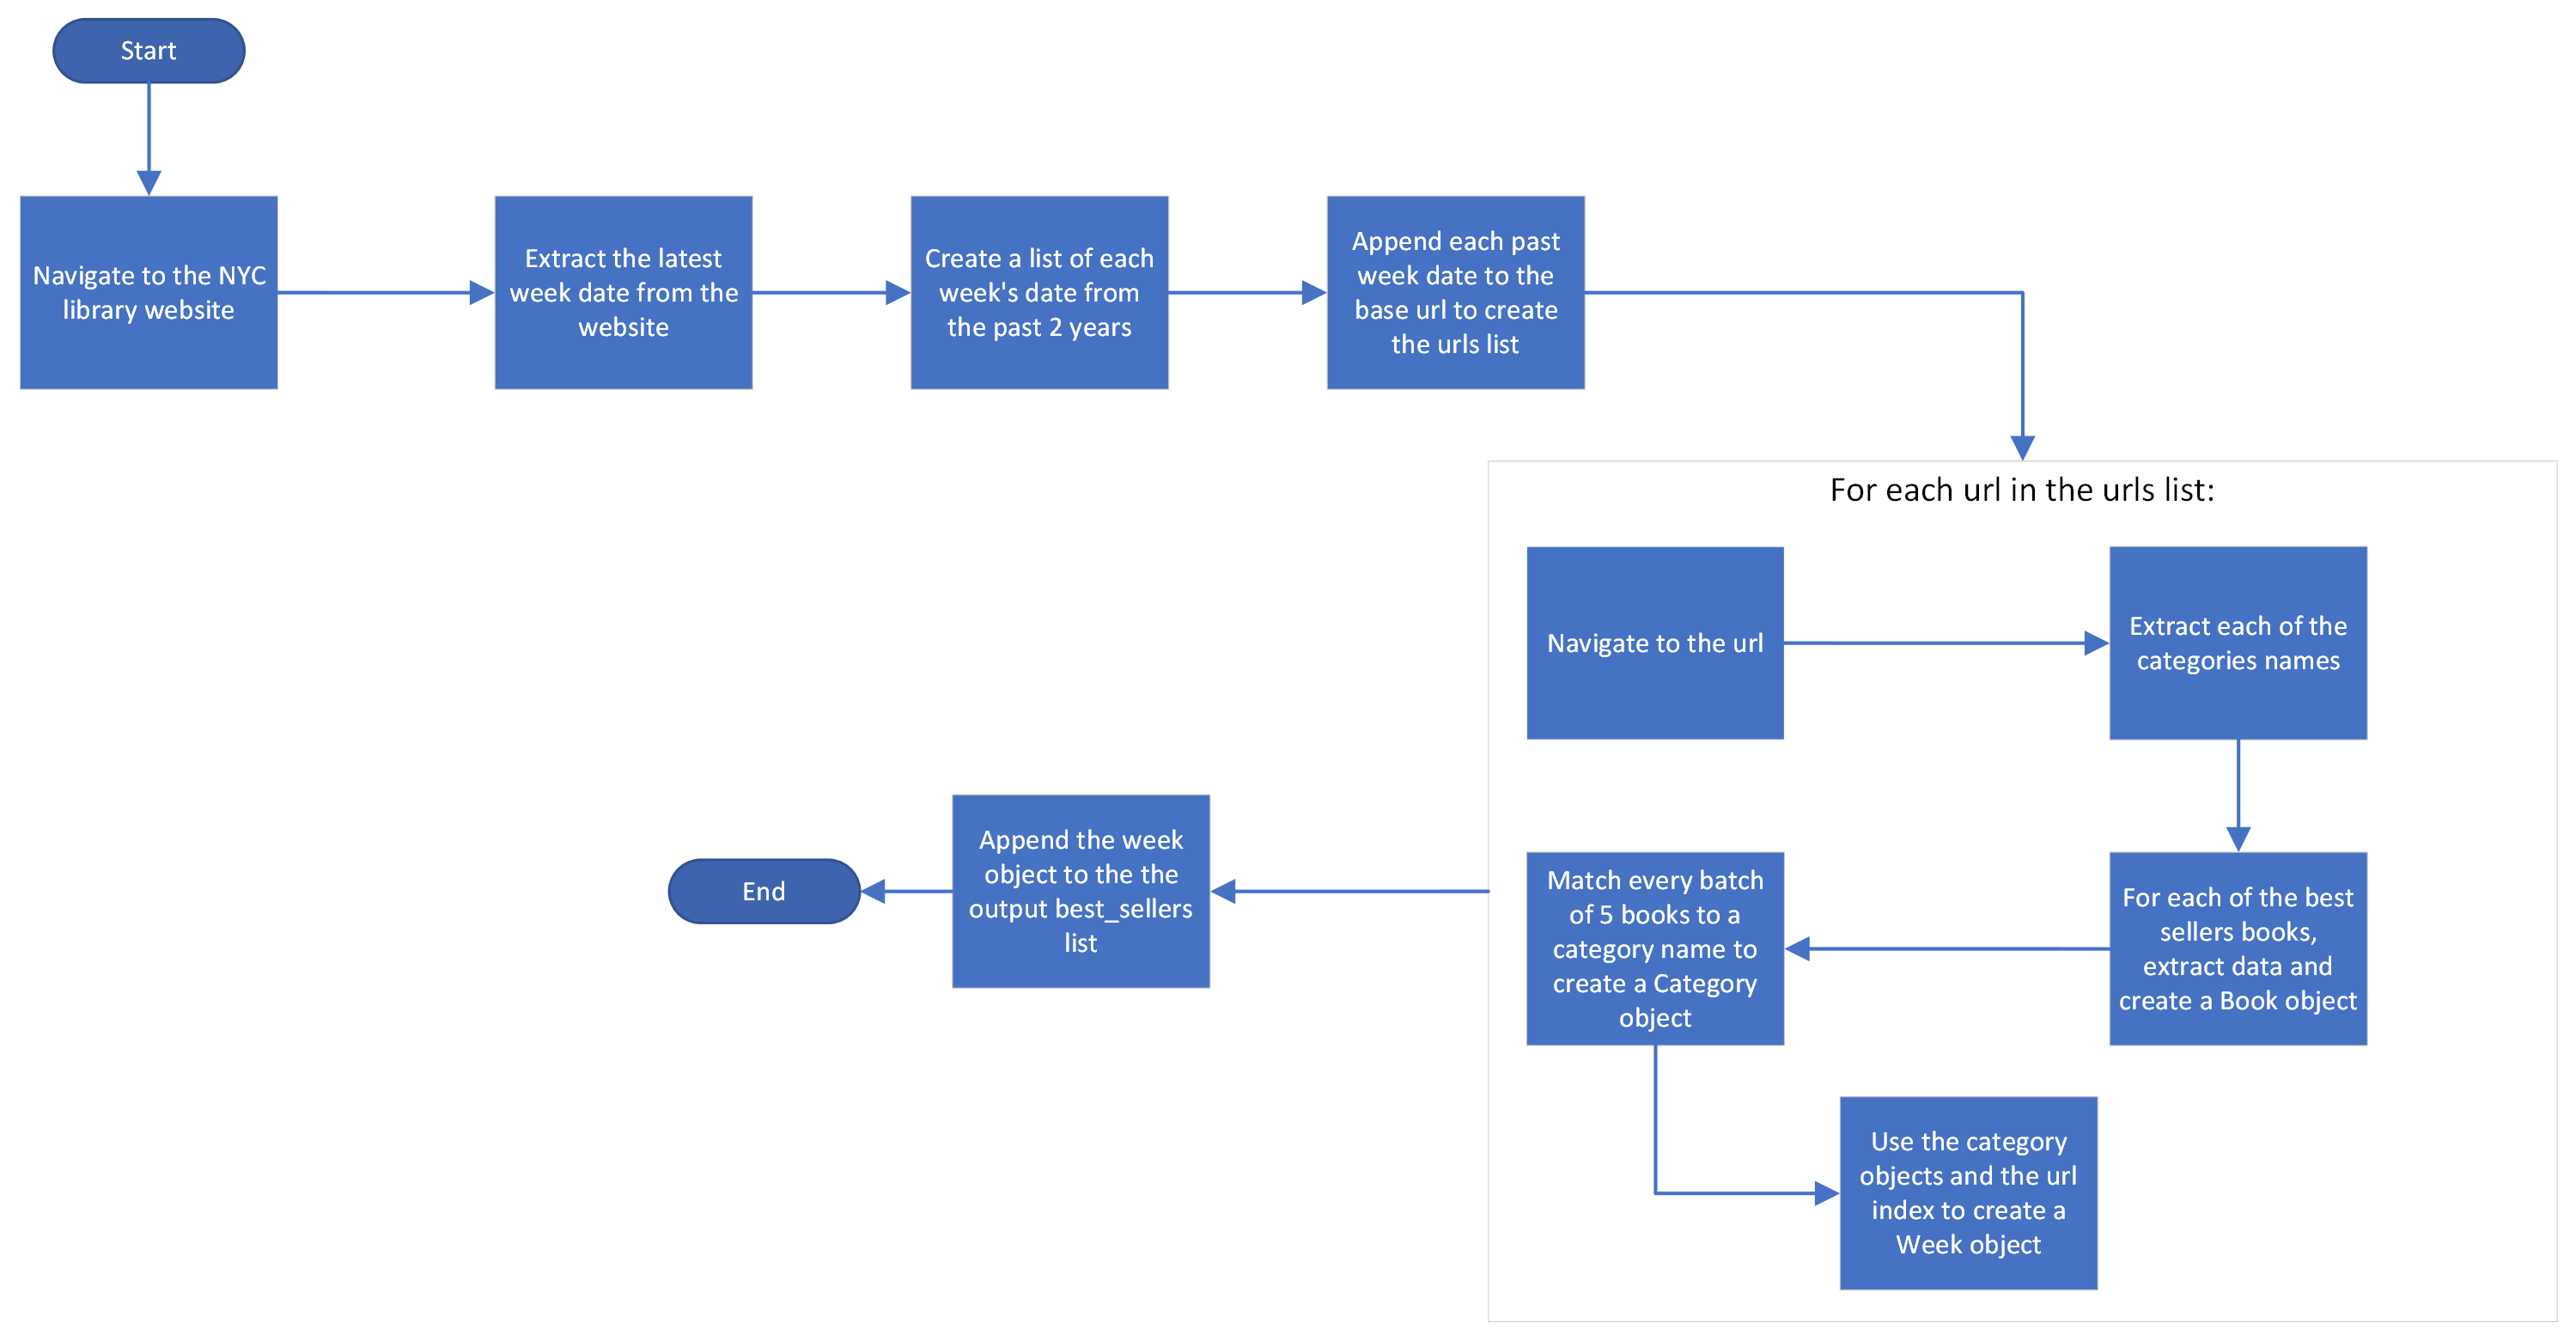 Start
Navigate to the NYC
library website
Extract the latest
week date from the
website
Create a list of each
week's date from
the past 2 years
Append each past
week date to the
base url to create
the urls list
For each url in the urls list:
Navigate to the url
Extract each of the
categories names
For each of the best
sellers books,
extract data and
create a Book object
Match every batch
of 5 books to a
category name to
create a Category
object
Use the category
objects and the url
index to create a
Week object
Append the week
object to the the
output best_sellers
list
End